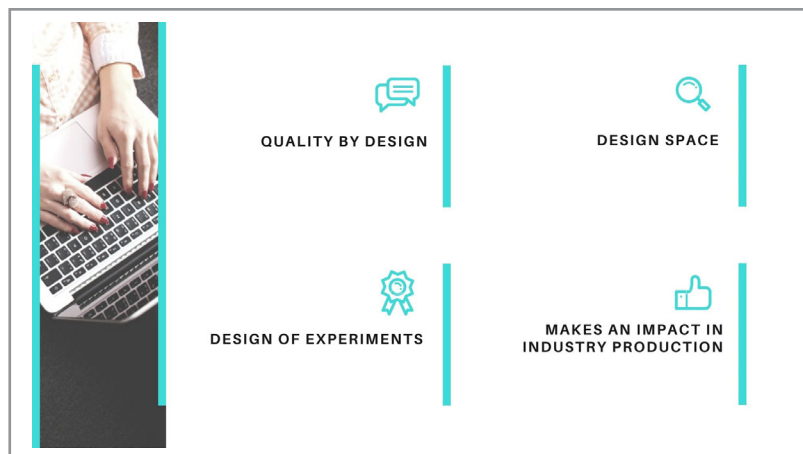 QUALITY BY DESIGN
DESIGN SPACE
DESIGN OF EXPERIMENTS
MAKES AN IMPACT IN
INDUSTRY PRODUCTION